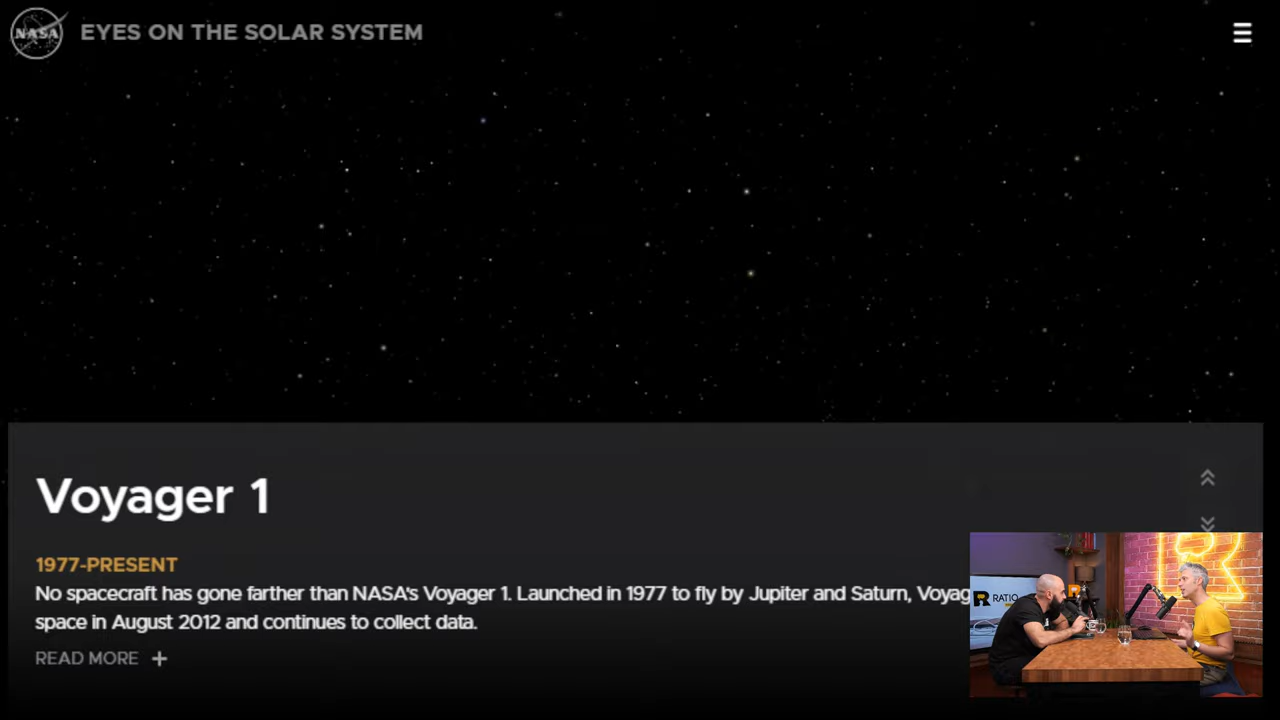 NASA
EYES ON THE SOLAR SYSTEM
Voyager 1
1977-PRESENT
No spacecraft has gone farther than NASA's Voyager 1. Launched in 1977 to fly by Jupiter and Saturn, Voyag
space in August 2012 and continues to collect data.
READ MORE +
R RATIO